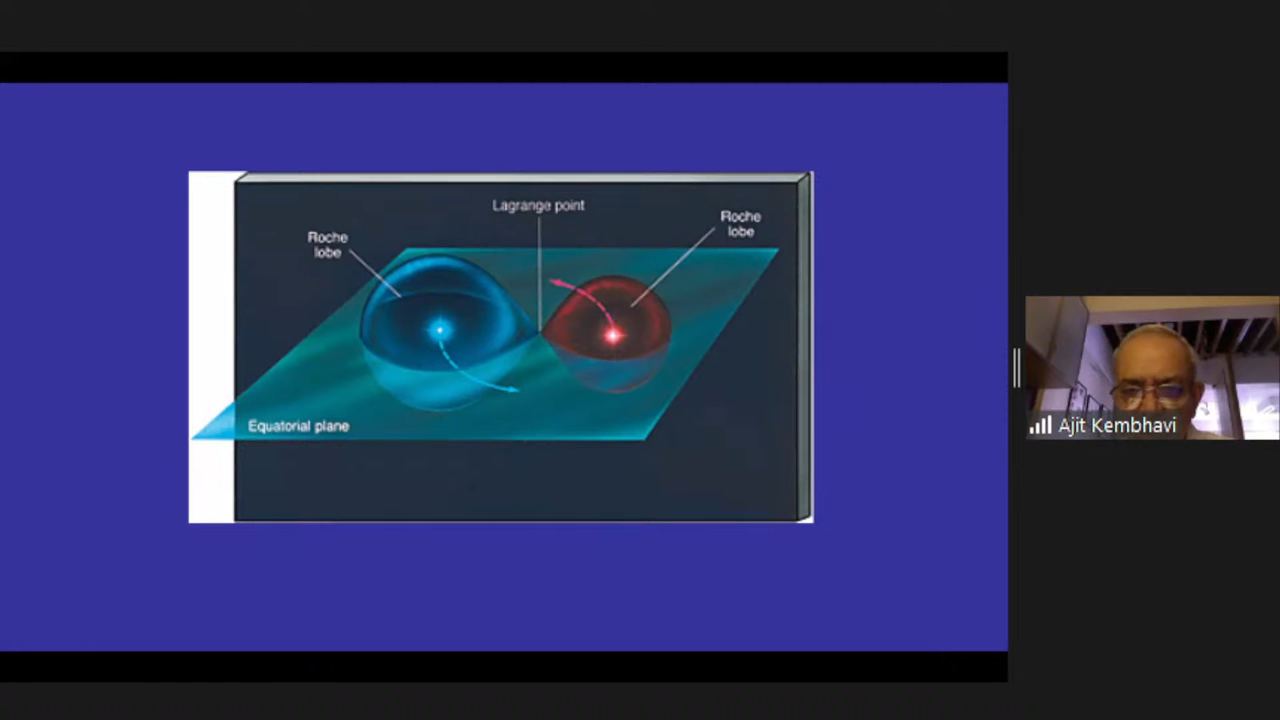 Lagrange point
Roche
lobe
Roche
lobe
Equatorial plane
Ajit Kembhavi